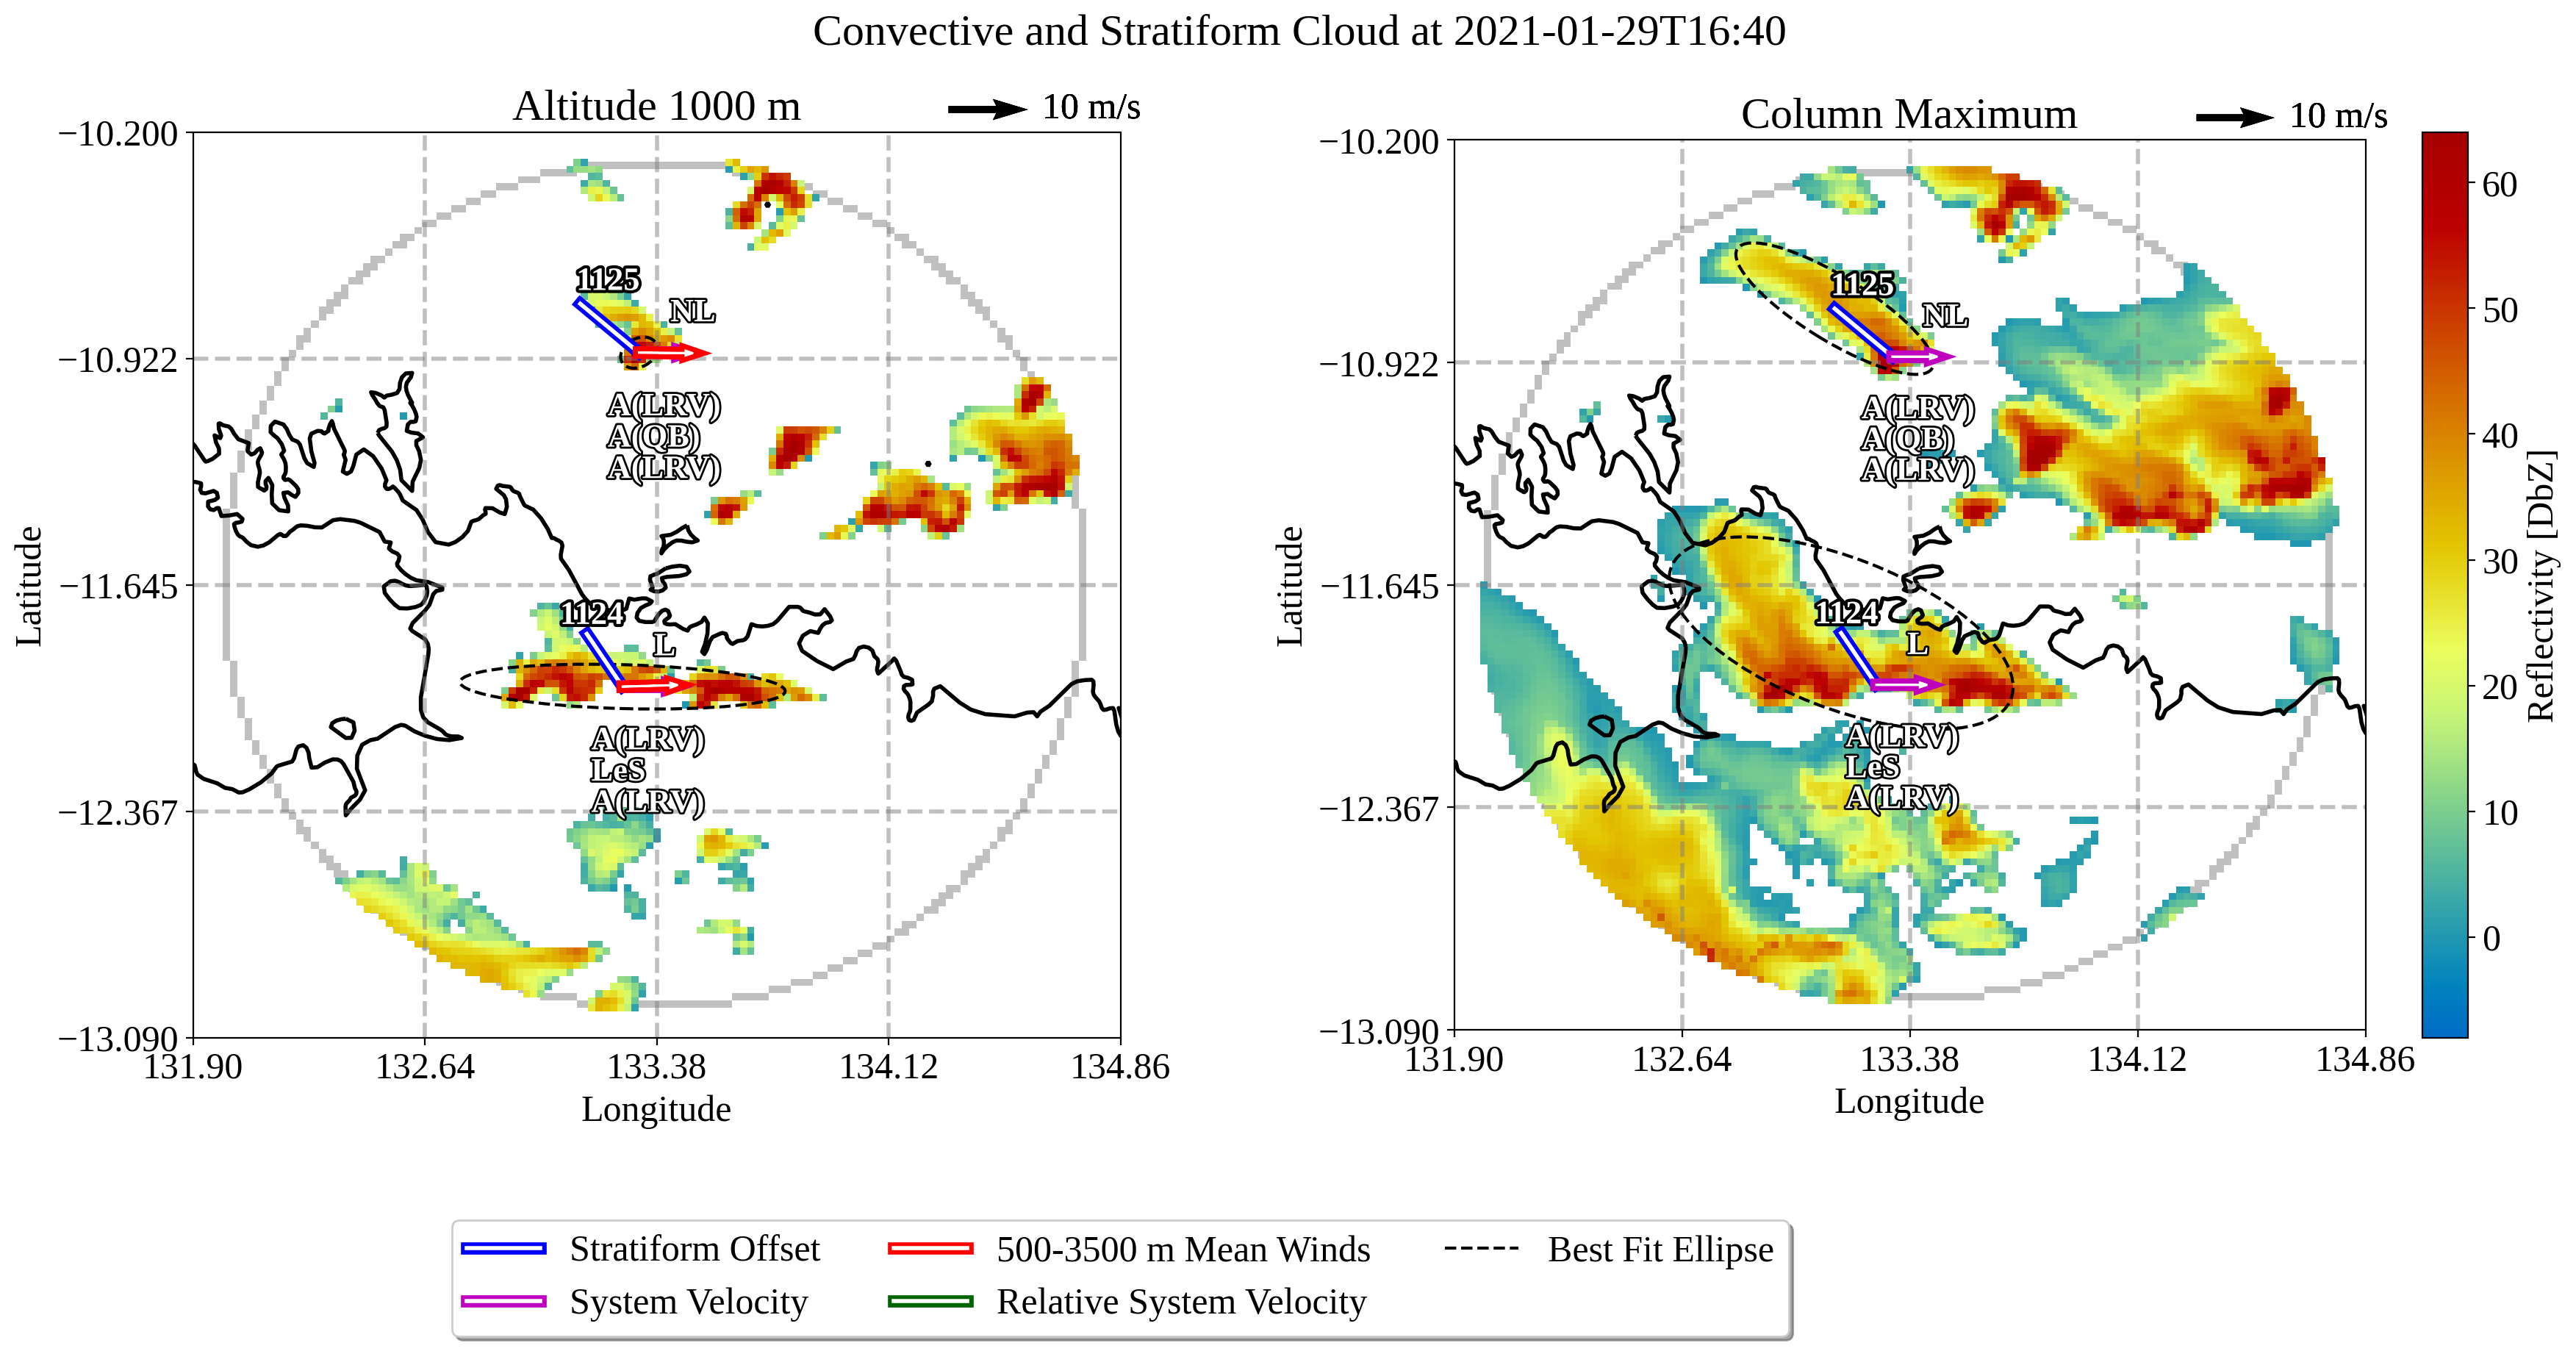 Convective and Stratiform Cloud at 2021-01-29T16:40
Altitude 1000 m
10 m/s
−10.200
−10.922
−11.645
−12.367
−13.090
Latitude
131.90
132.64
133.38
134.12
134.86
Longitude
1125
NL
A(LRV)
A(QB)
A(LRV)
1124
L
A(LRV)
LeS
A(LRV)
Column Maximum
10 m/s
−10.200
−10.922
−11.645
−12.367
−13.090
Latitude
131.90
132.64
133.38
134.12
134.86
Longitude
1125
NL
A(LRV)
A(QB)
A(LRV)
1124
L
A(LRV)
LeS
A(LRV)
60
50
40
30
20
10
0
Reflectivity [DbZ]
Stratiform Offset
System Velocity
500-3500 m Mean Winds
Relative System Velocity
Best Fit Ellipse